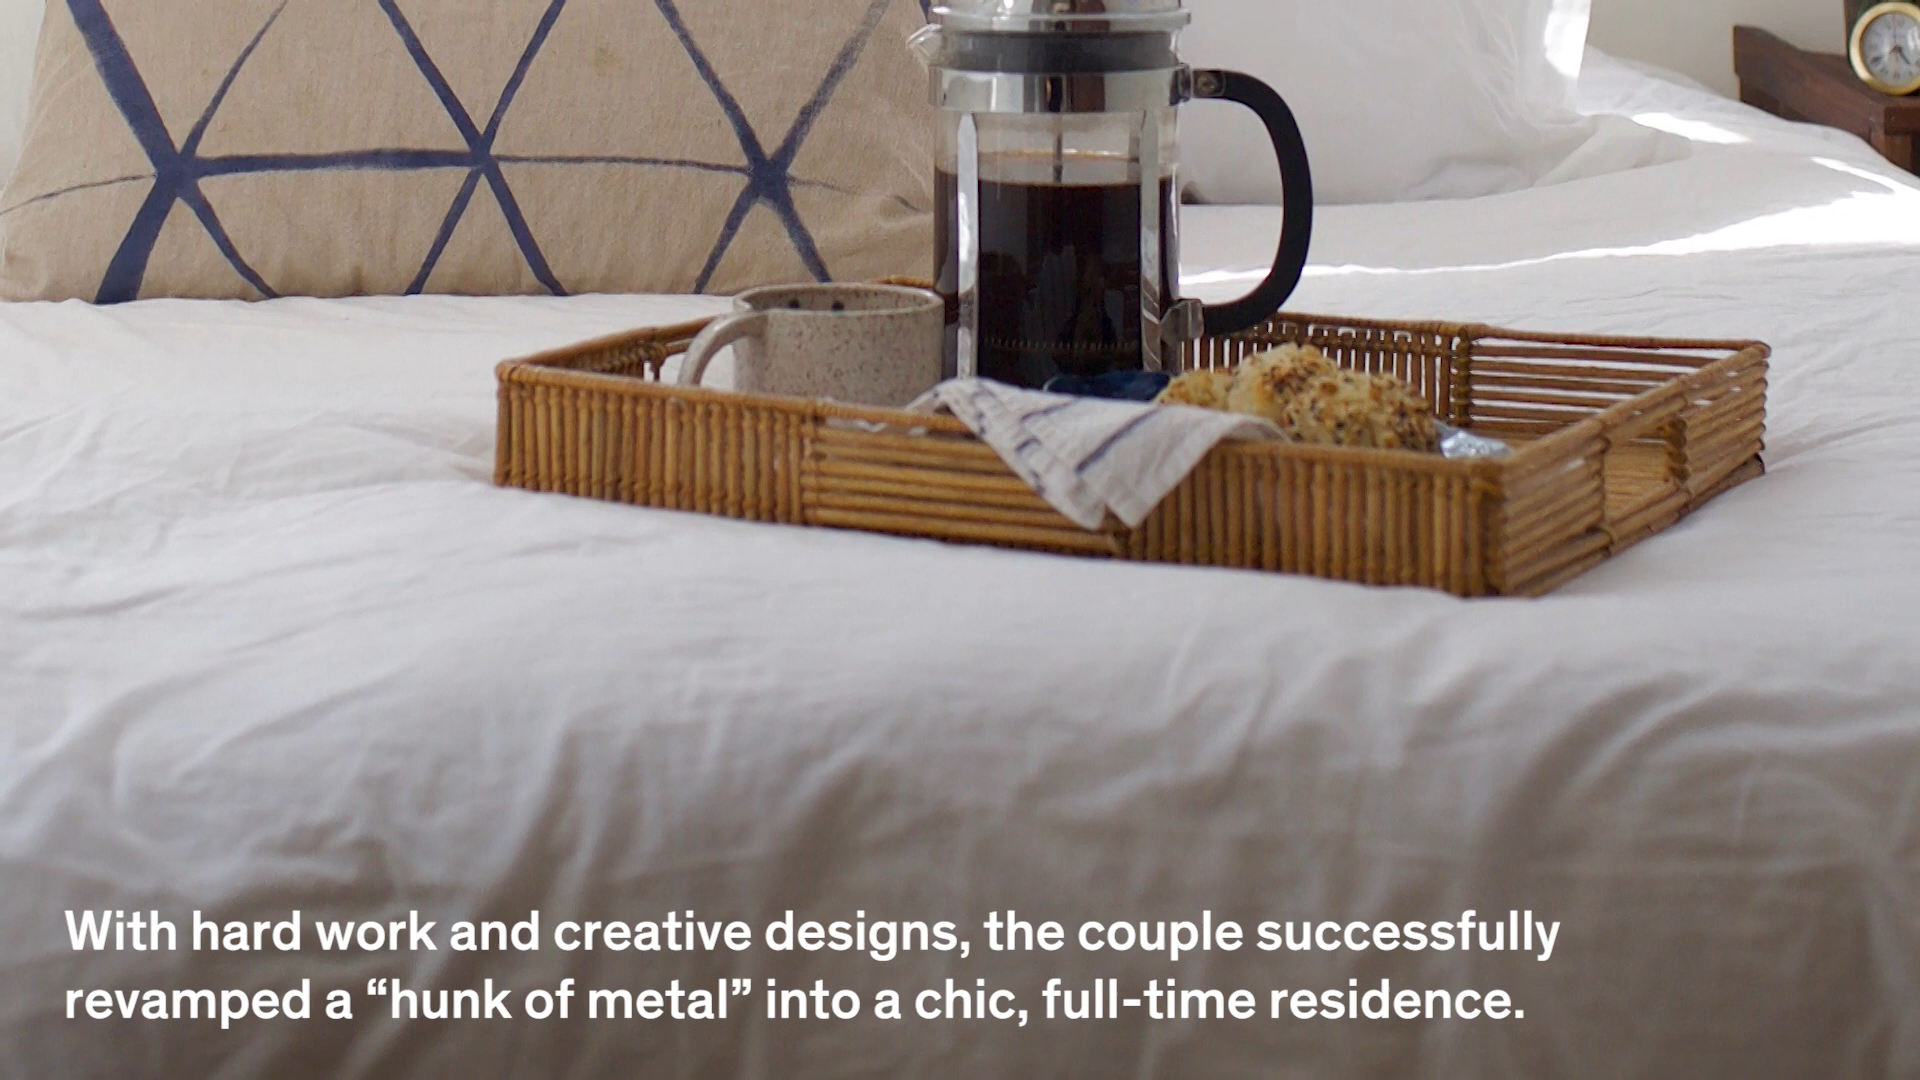 With hard work and creative designs, the couple successfully
revamped a “hunk of metal” into a chic, full-time residence.